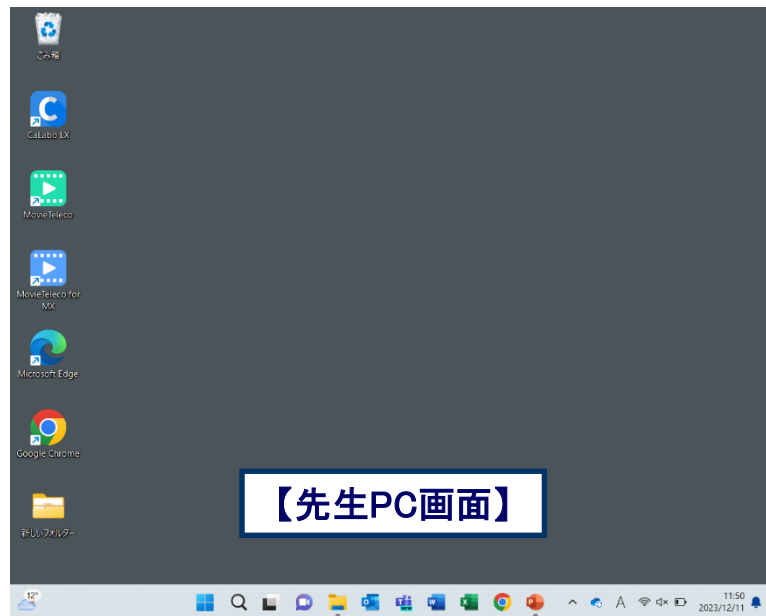 ごみ箱
CaLabo LX
MovieTeleco
MovieTeleco for
MX
Microsoft Edge
Google Chrome
新しいフォルダー
【先生PC画面】
12°
A
11:50
2023/12/11